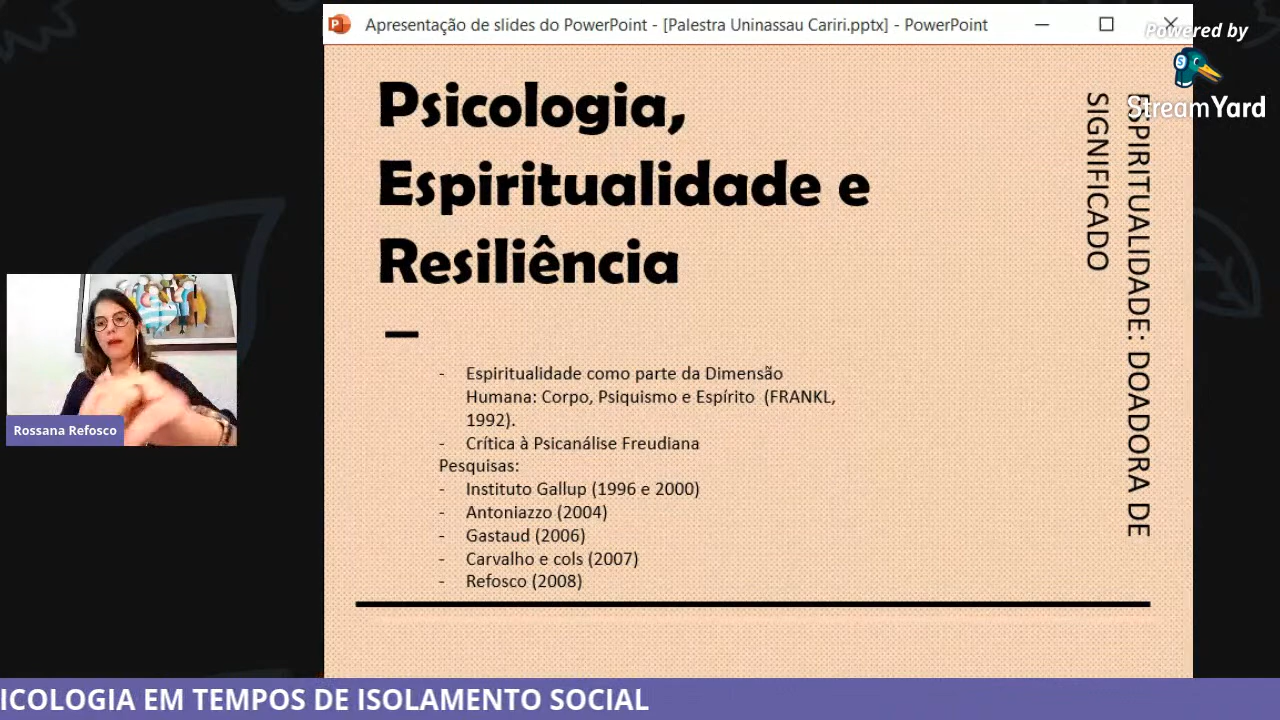 Apresentação de slides do PowerPoint - [Palestra Uninassau Cariri.pptx] - PowerPoint
Powered by
StreamYard
Psicologia,
Espiritualidade e
Resiliência
ESPIRITUALIDADE: DOADORA DE
SIGNIFICADO
- Espiritualidade como parte da Dimensão
Humana: Corpo, Psiquismo e Espírito (FRANKL,
1992).
- Crítica à Psicanálise Freudiana
Pesquisas:
- Instituto Gallup (1996 e 2000)
- Antoniazzo (2004)
- Gastaud (2006)
- Carvalho e cols (2007)
- Refosco (2008)
Rossana Refosco
ICOLOGIA EM TEMPOS DE ISOLAMENTO SOCIAL